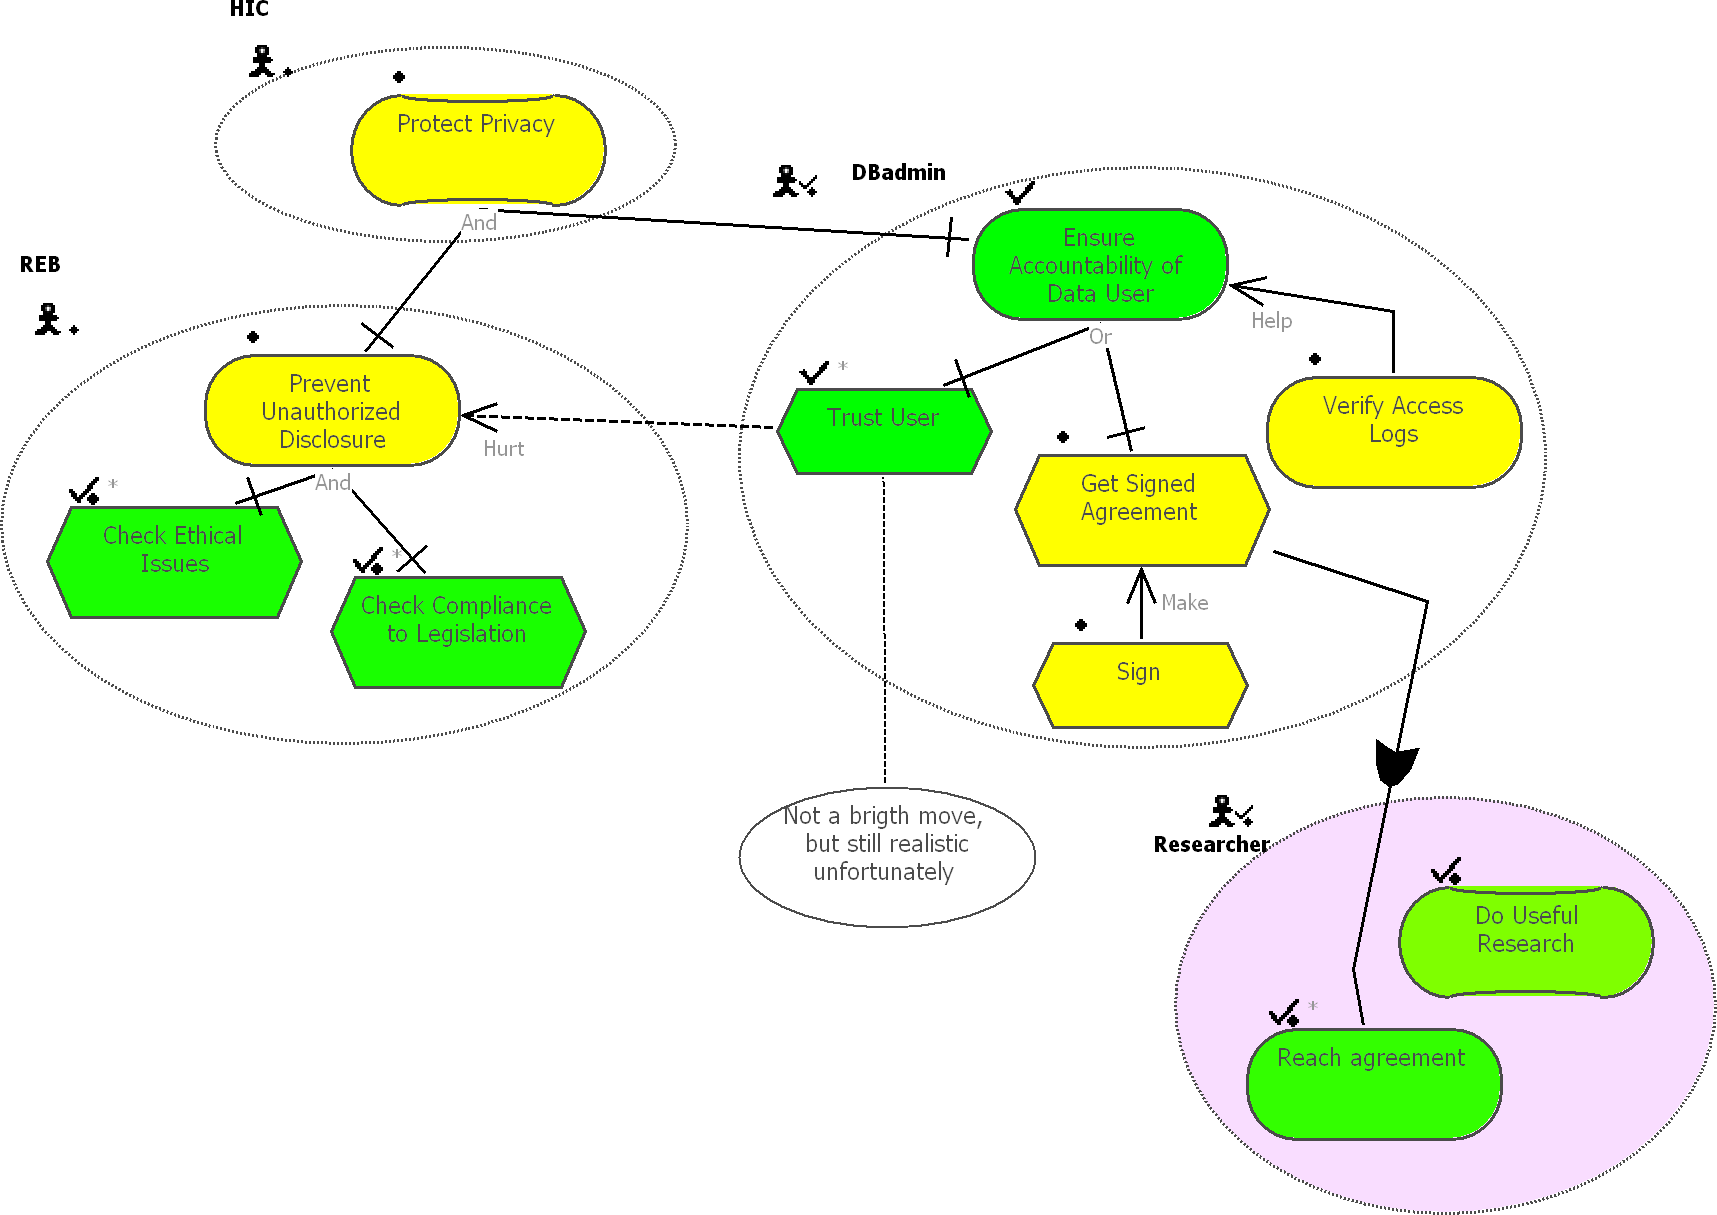 HIC
Protect Privacy
And
DBadmin
Ensure
Accountability of
Data User
Help
Or
REB
Prevent
Unauthorized
Disclosure
Hurt
And
Trust User
*
Verify Access
Logs
Get Signed
Agreement
Make
Sign
*
Check Ethical
Issues
*
Check Compliance
to Legislation
Not a brigth move,
but still realistic
unfortunately
Researcher
Do Useful
Research
*
Reach agreement